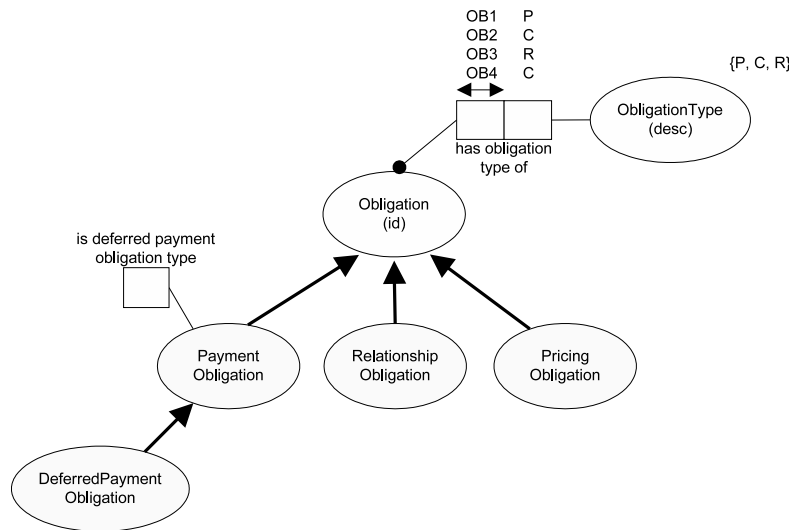 OB1 P
OB2 C
OB3 R
OB4 C
{P, C, R}
ObligationType
(desc)
has obligation
type of
Obligation
(id)
is deferred payment
obligation type
Payment
Obligation
Relationship
Obligation
Pricing
Obligation
DeferredPayment
Obligation